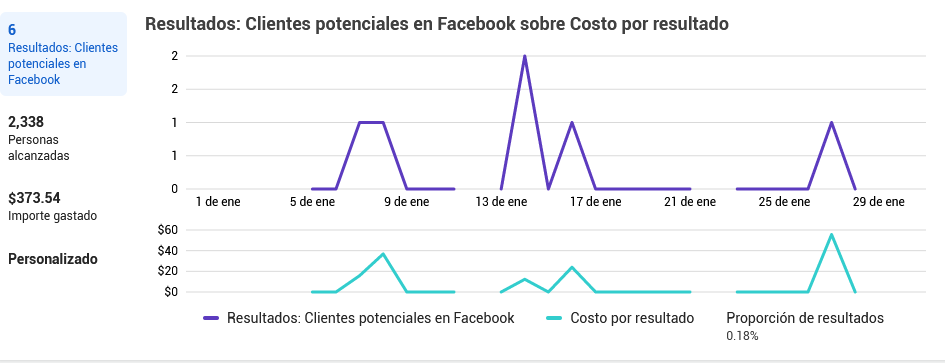 6
Resultados: Clientes
potenciales en
Facebook
2,338
Personas
alcanzadas
$373.54
Importe gastado
Personalizado
Resultados: Clientes potenciales en Facebook sobre Costo por resultado
2
2
1
1
0
1 de ene 5 de ene 9 de ene 13 de ene 17 de ene 21 de ene 25 de ene 29 de ene
$60
$40
$20
$0
Resultados: Clientes potenciales en Facebook Costo por resultado Proporción de resultados
0.18%